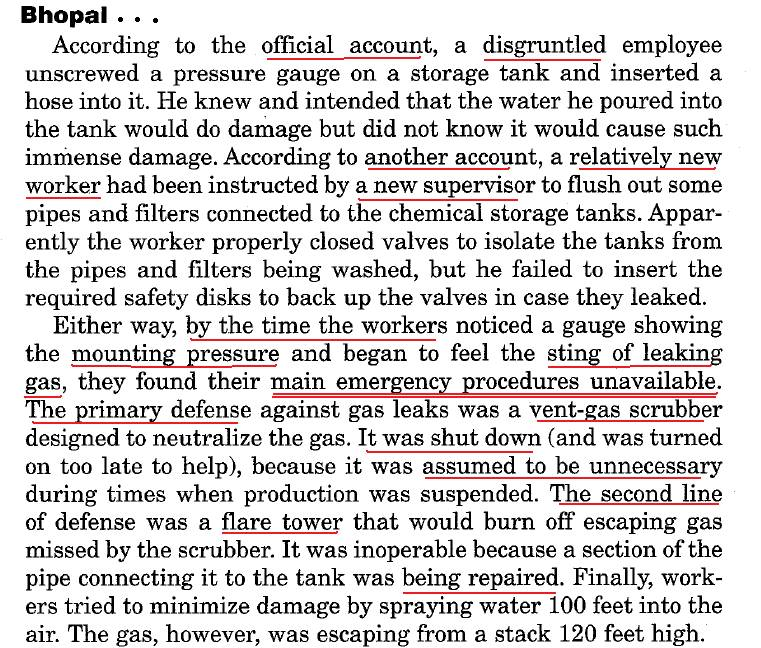 Bhopal . . .
According to the official account, a disgruntled employee
unscrewed a pressure gauge on a storage tank and inserted a
hose into it. He knew and intended that the water he poured into
the tank would do damage but did not know it would cause such
immense damage. According to another account, a relatively new
worker had been instructed by a new supervisor to flush out some
pipes and filters connected to the chemical storage tanks. Appar-
ently the worker properly closed valves to isolate the tanks from
the pipes and filters being washed, but he failed to insert the
required safety disks to back up the valves in case they leaked.
Either way, by the time the workers noticed a gauge showing
the mounting pressure and began to feel the sting of leaking
gas, they found their main emergency procedures unavailable.
The primary defense against gas leaks was a vent-gas scrubber
designed to neutralize the gas. It was shut down (and was turned
on too late to help), because it was assumed to be unnecessary
during times when production was suspended. The second line
of defense was a flare tower that would burn off escaping gas
missed by the scrubber. It was inoperable because a section of the
pipe connecting it to the tank was being repaired. Finally, work-
ers tried to minimize damage by spraying water 100 feet into the
air. The gas, however, was escaping from a stack 120 feet high.